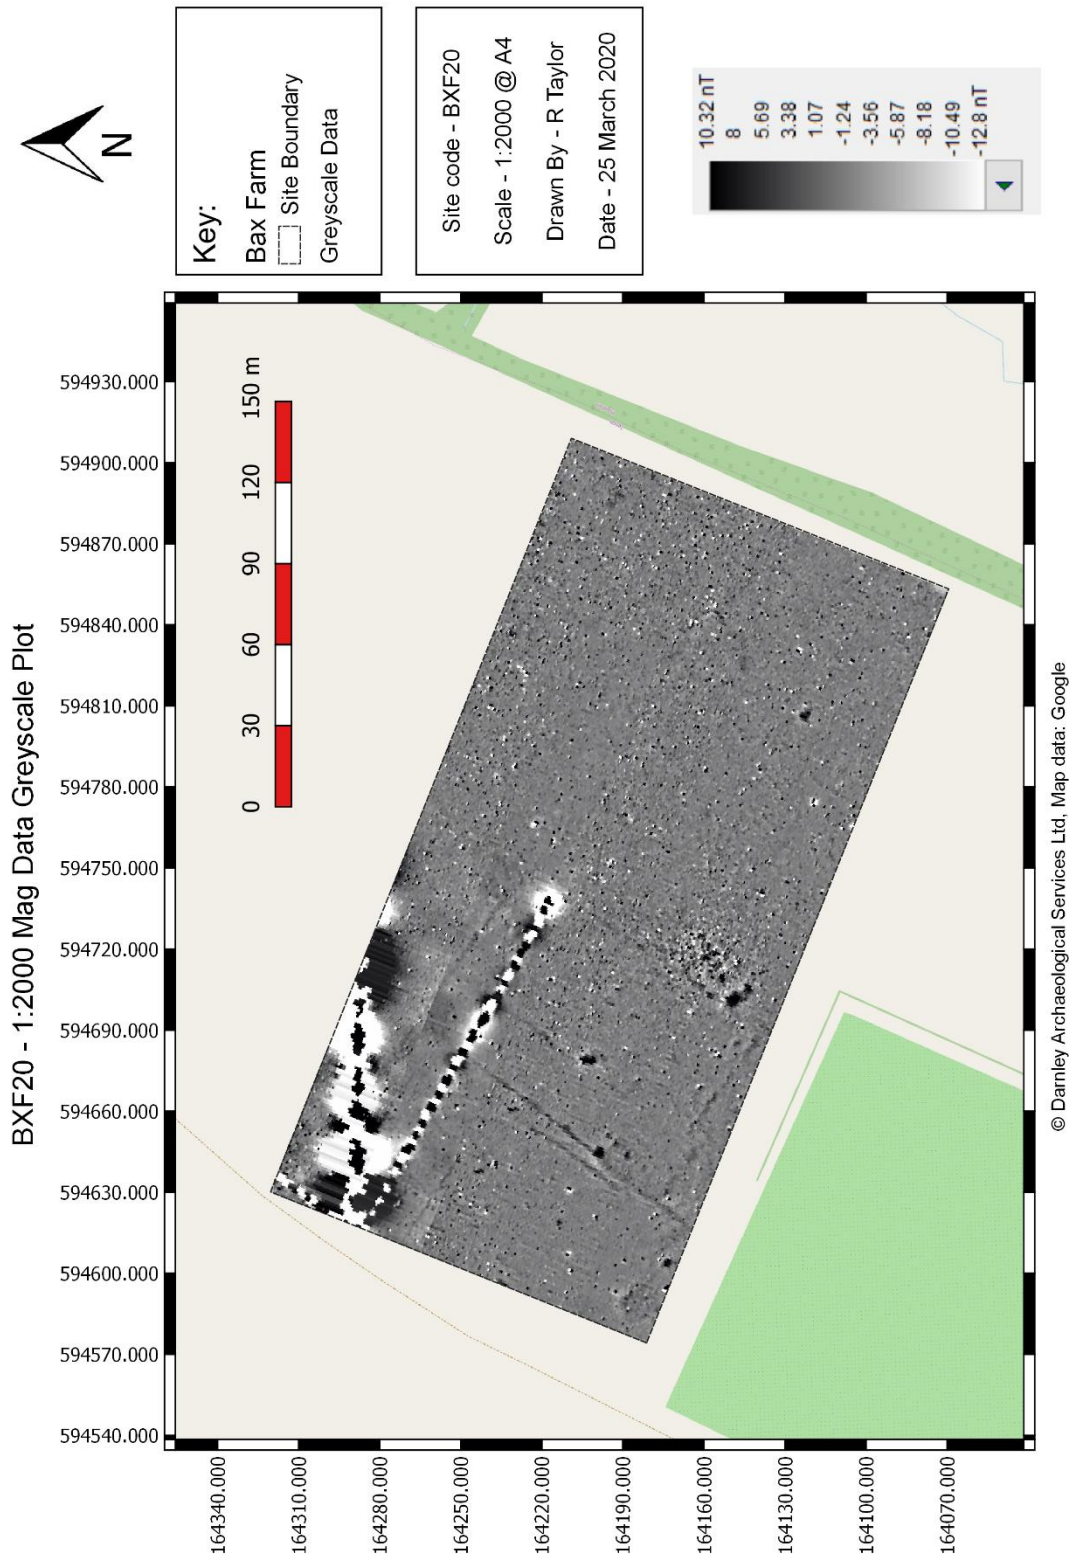 BXF20 - 1:2000 Mag Data Greyscale Plot
594930.000
594900.000
594870.000
594840.000
594810.000
594780.000
594750.000
594720.000
594690.000
594660.000
594630.000
594600.000
594570.000
594540.000
164340.000
164310.000
164280.000
164250.000
164220.000
164190.000
164160.000
164130.000
164100.000
164070.000
0 30 60 90 120 150 m
N
Key:
Bax Farm
Site Boundary
Greyscale Data
Site code - BXF20
Scale - 1:2000 @ A4
Drawn By - R Taylor
Date - 25 March 2020
10.32 nT
8
5.69
3.38
1.07
-1.24
-3.56
-5.87
-8.18
-10.49
-12.8 nT
© Darnley Archaeological Services Ltd, Map data: Google